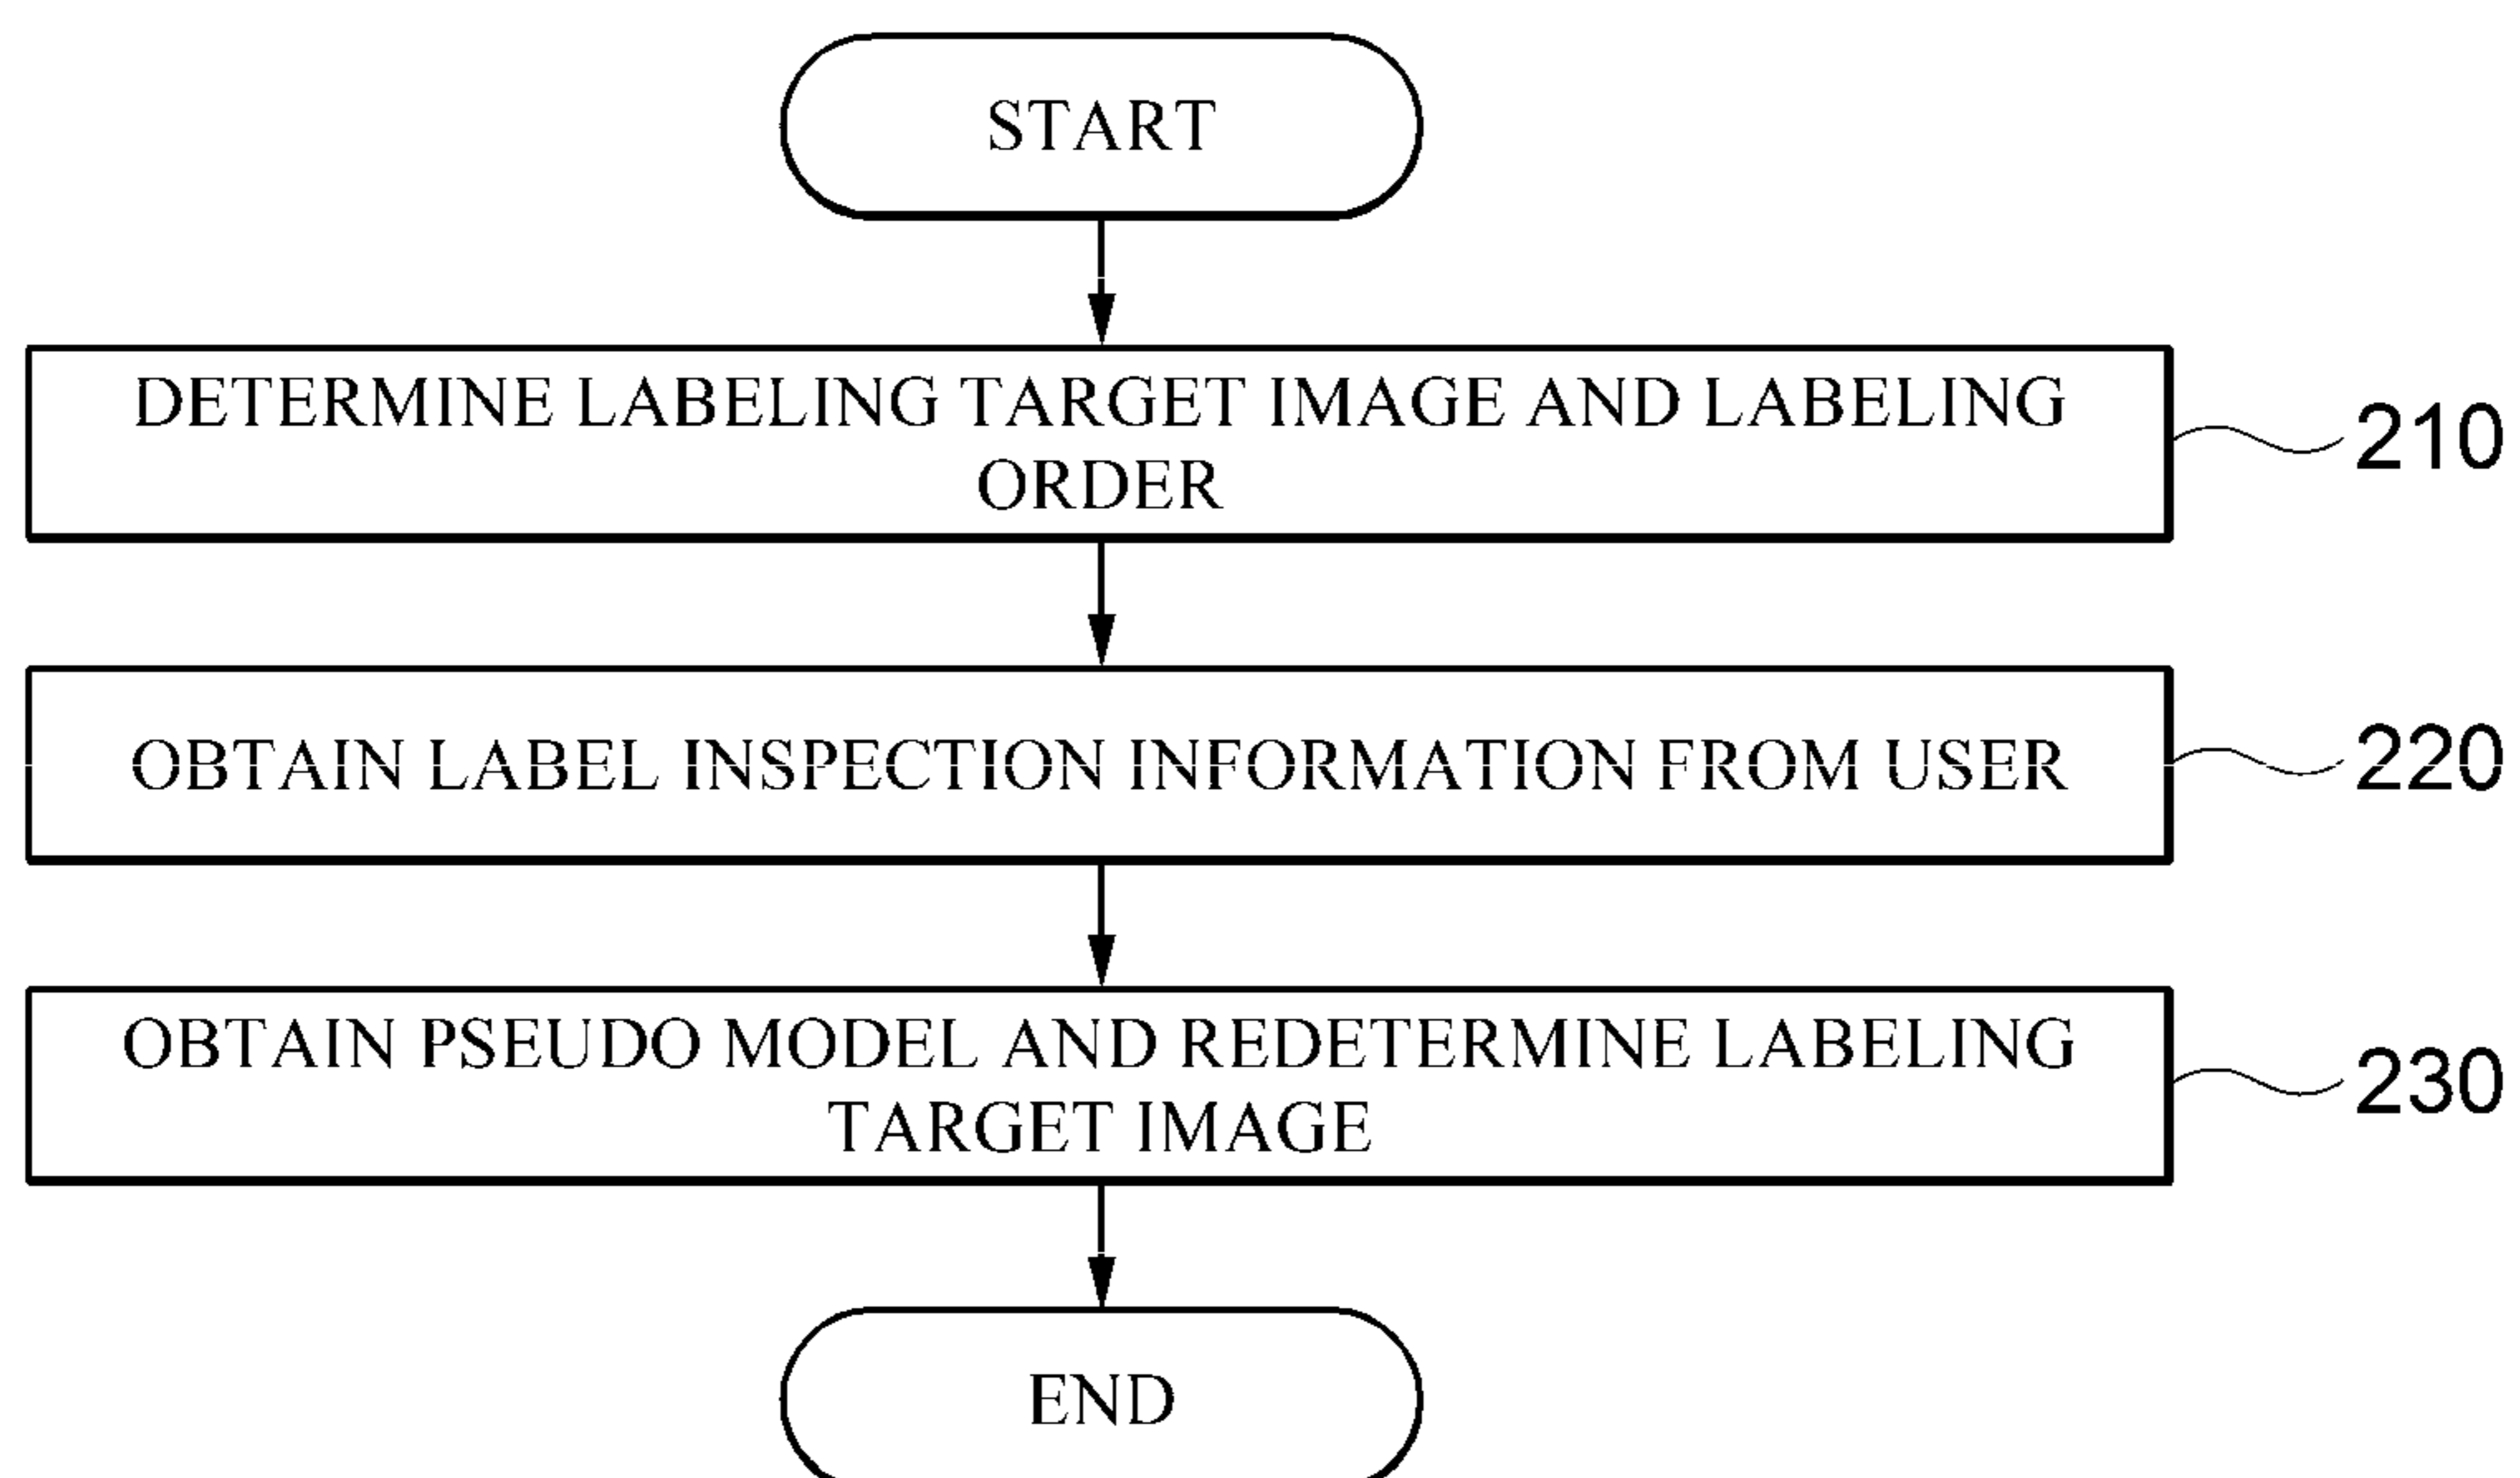 START
DETERMINE LABELING TARGET IMAGE AND LABELING
ORDER
210
OBTAIN LABEL INSPECTION INFORMATION FROM USER
220
OBTAIN PSEUDO MODEL AND REDETERMINE LABELING
TARGET IMAGE
230
END